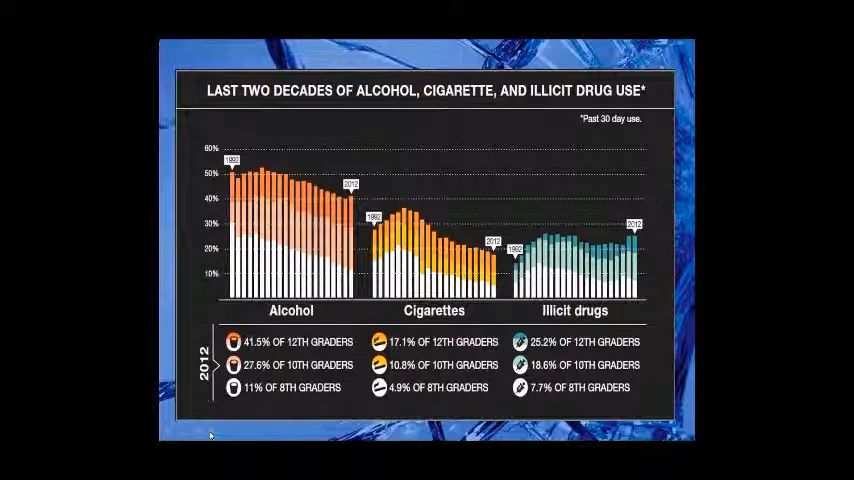 LAST TWO DECADES OF ALCOHOL, CIGARETTE, AND ILLICIT DRUG USE*
*Past 30 day use.
60%
50%
40%
30%
20%
10%
1992
2012
1992
2012
1992
2012
Alcohol
Cigarettes
Illicit drugs
2012
41.5% OF 12TH GRADERS
17.1% OF 12TH GRADERS
25.2% OF 12TH GRADERS
27.6% OF 10TH GRADERS
10.8% OF 10TH GRADERS
18.6% OF 10TH GRADERS
11% OF 8TH GRADERS
4.9% OF 8TH GRADERS
7.7% OF 8TH GRADERS